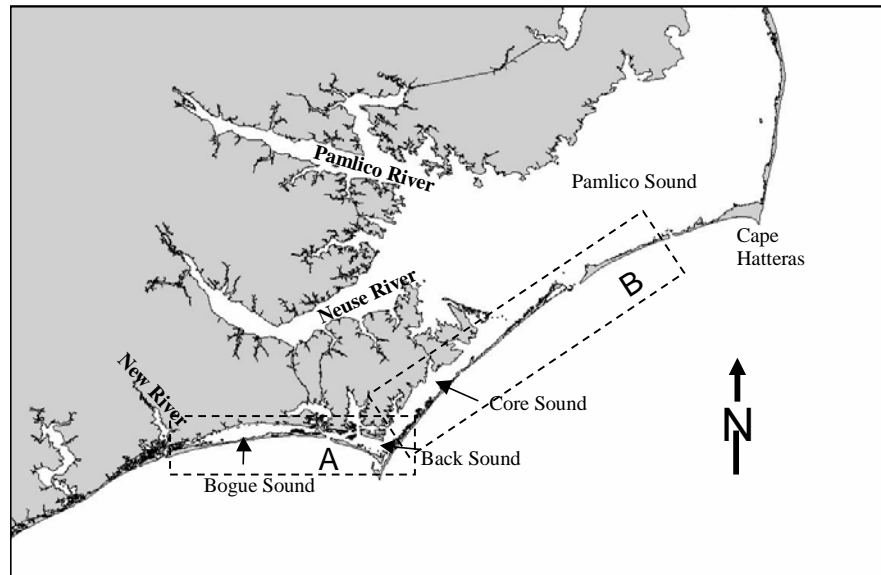 Pamlico River
Pamlico Sound
Cape
Hatteras
Neuse River
B
New River
Core Sound
N
A
Back Sound
Bogue Sound